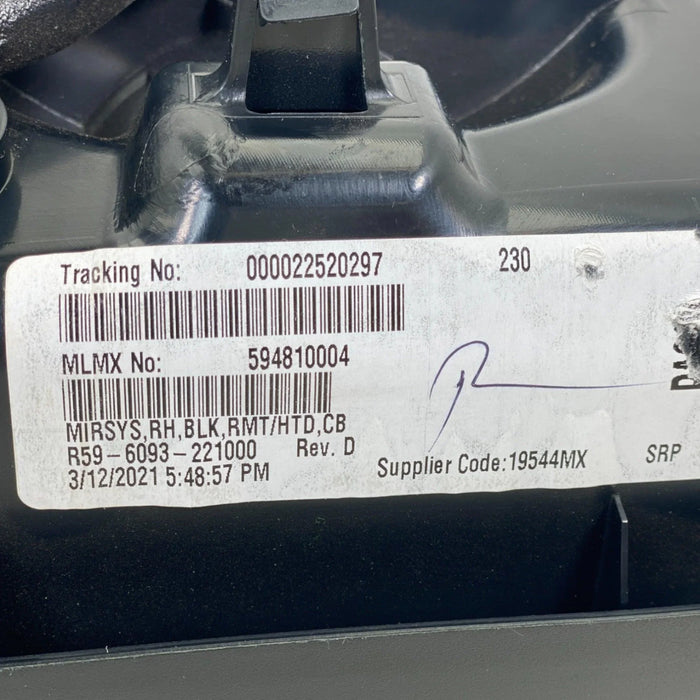 Tracking No: 000022520297 230
MLMX No: 594810004
MIRSYS,RH,BLK,RMT/HTD,CB
R59-6093-221000 Rev. D
3/12/2021 5:48:57 PM
Supplier Code:19544MX SRP